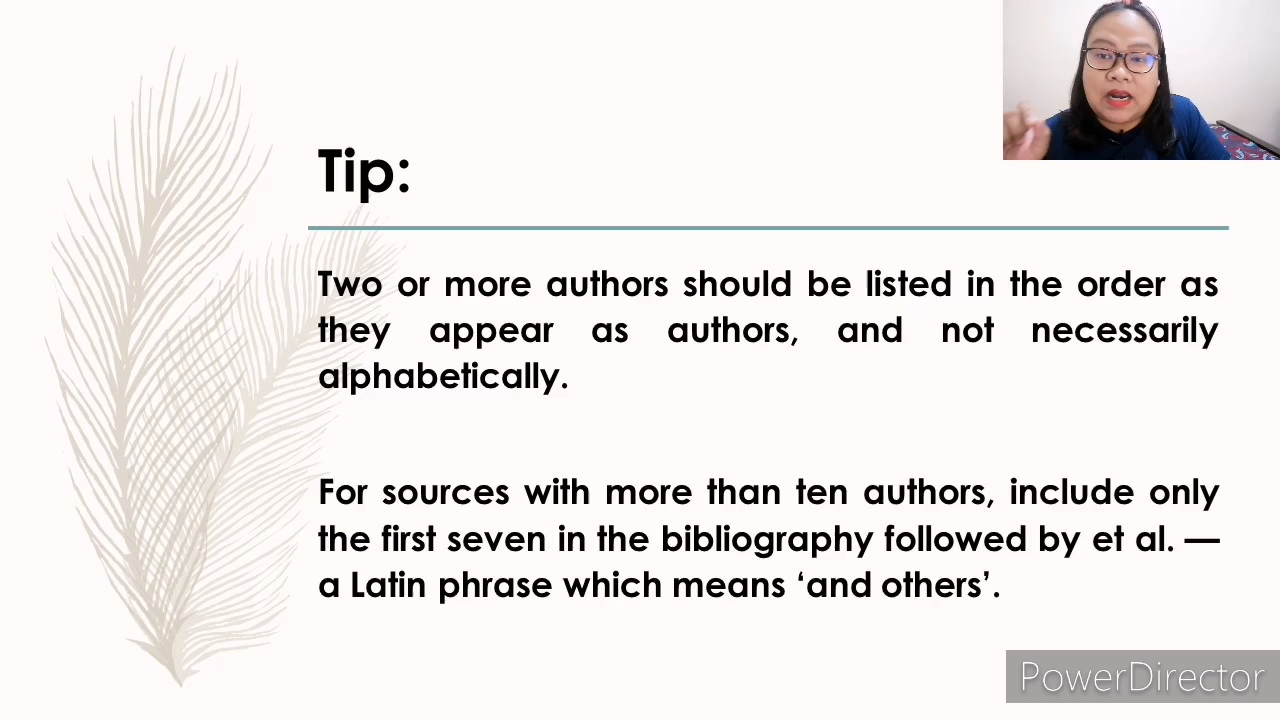 Tip:
Two or more authors should be listed in the order as
they appear as authors, and not necessarily
alphabetically.
For sources with more than ten authors, include only
the first seven in the bibliography followed by et al. —
a Latin phrase which means ‘and others’.
PowerDirector